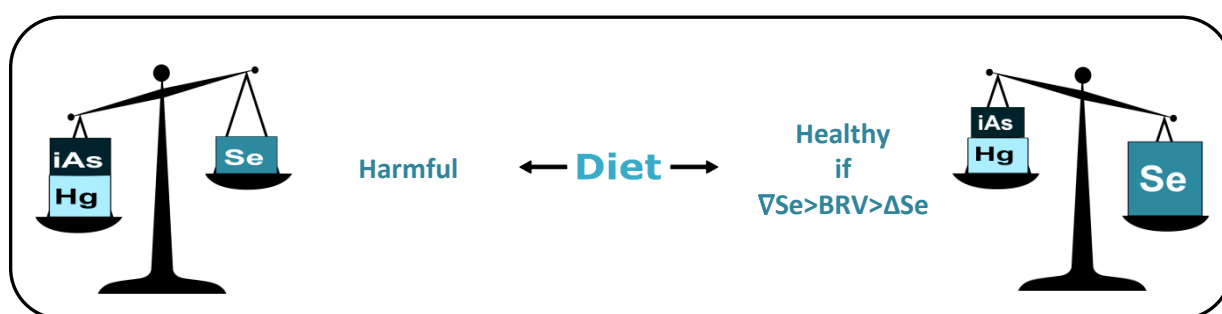 iAs
Hg
Se
Harmful
Diet
Healthy
if
∇Se>BRV>ΔSe
iAs
Hg
Se